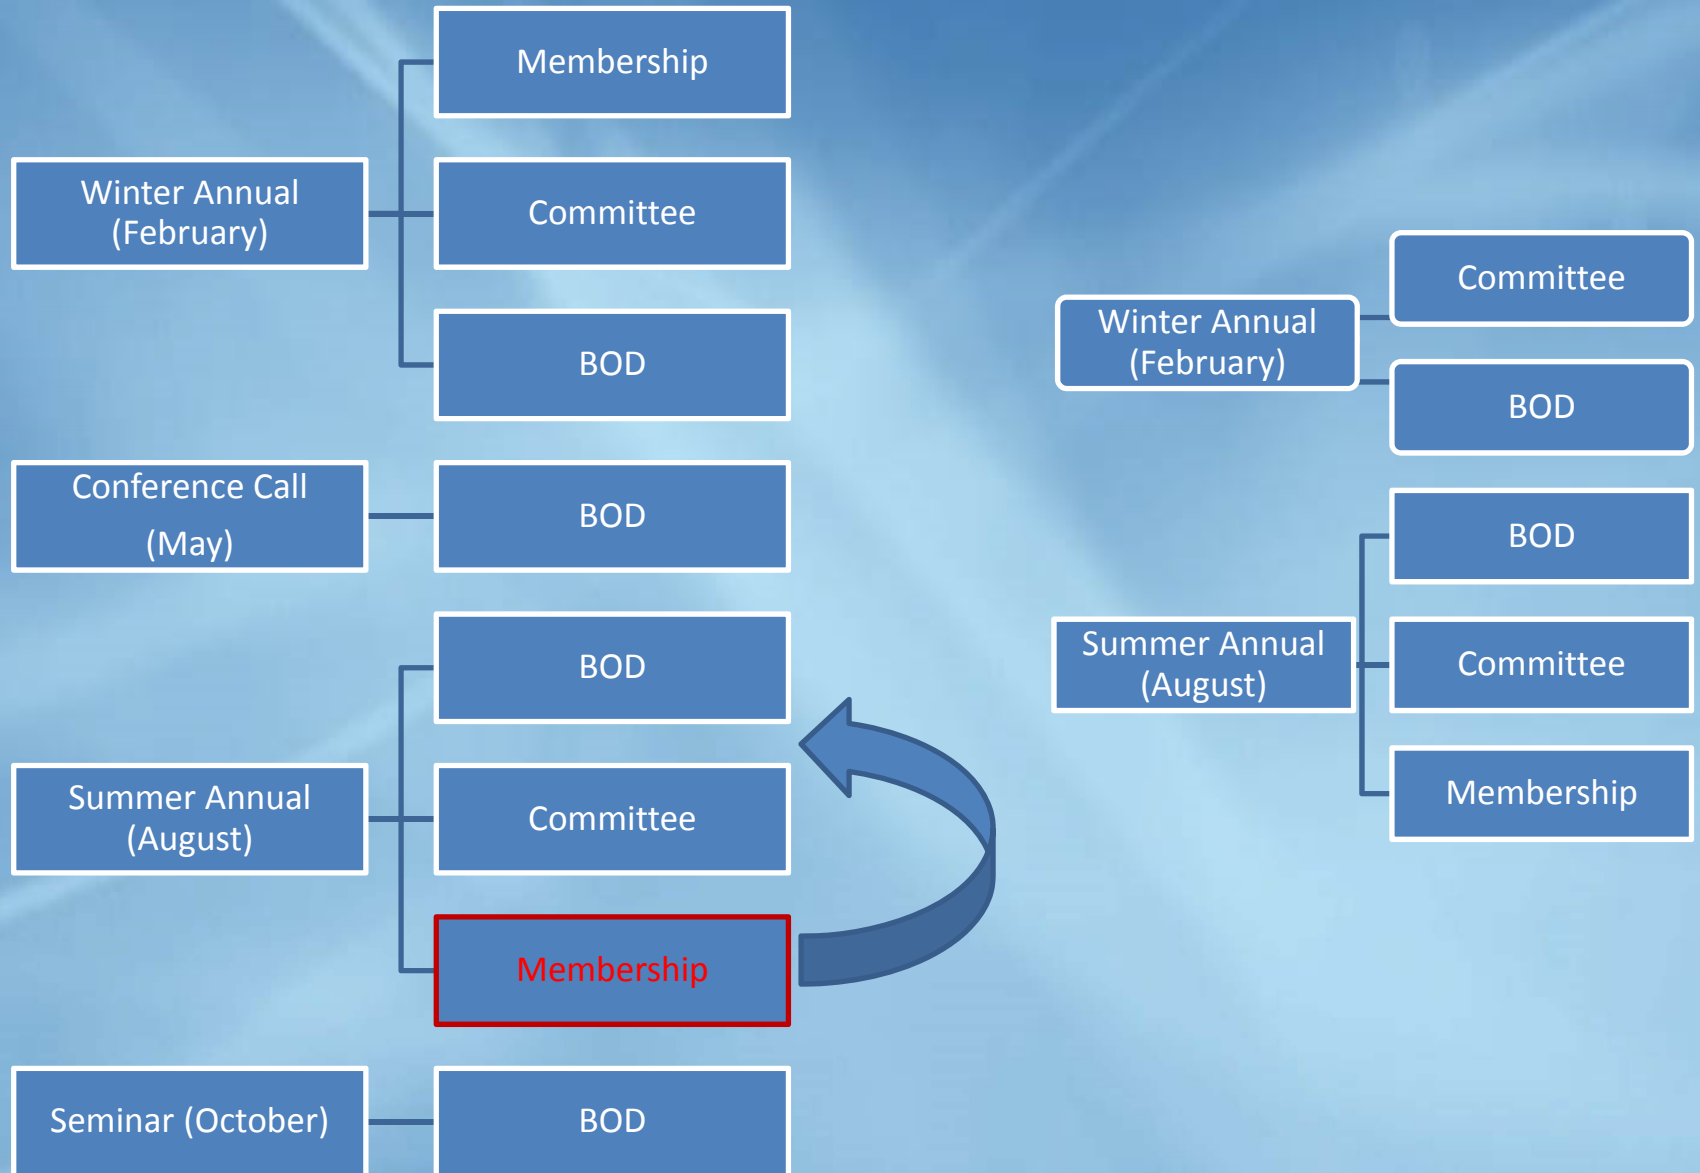 Winter Annual
(February)
Membership
Committee
BOD
Conference Call
(May)
BOD
Summer Annual
(August)
BOD
Committee
Membership
Seminar (October)
BOD
Winter Annual
(February)
Committee
BOD
Summer Annual
(August)
BOD
Committee
Membership